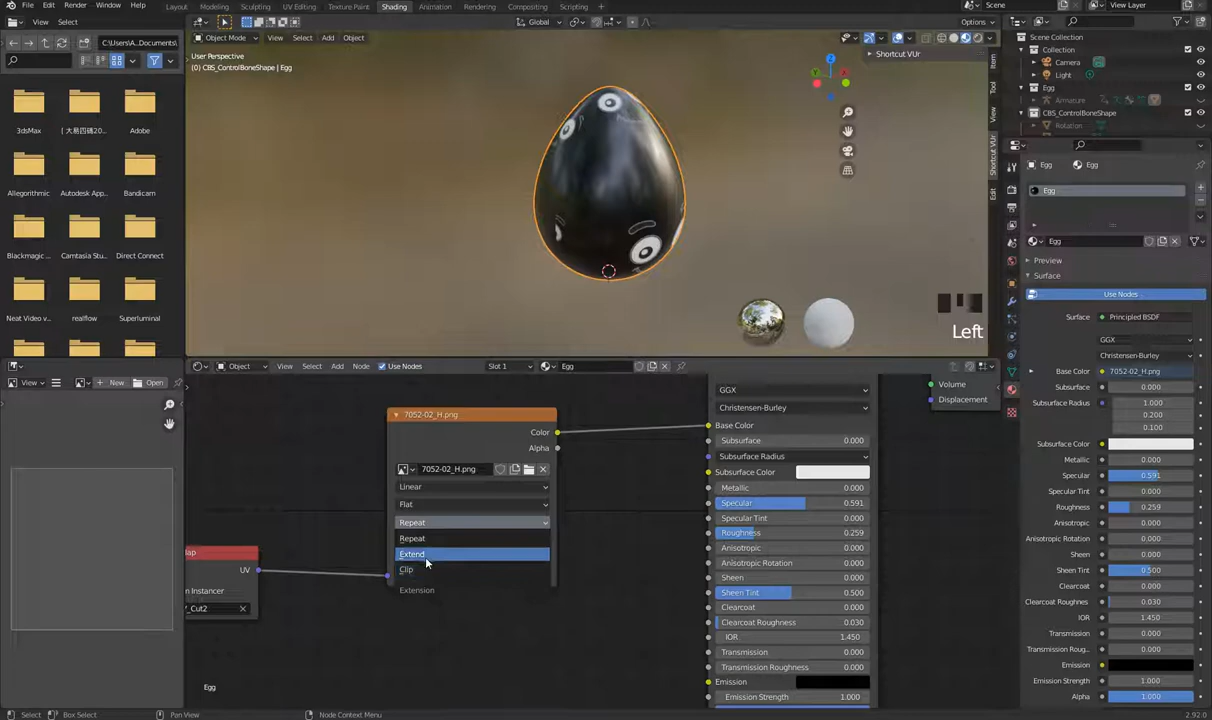 File Edit Render Window Help
Layout Modeling Sculpting UV Editing Texture Paint Shading Animation Rendering Compositing Scripting
Scene
View Layer
View Select
Global
Options
C:\Users\A...Documents\
Object Mode View Select Add Object
User Perspective
(0) CBS_ControlBoneShape | Egg
Shortcut VUr
Item
Tool
View
Shortcut VUr
Edit
3dsMax
Adobe
Allegorithmic
Autodesk App...
Bandicam
Blackmagic ...
Camtasia Stu...
Direct Connect
Neat Video v...
realflow
Superluminal
Left
Scene Collection
Collection
Camera
Light
Egg
Armature
CBS_ControlBoneShape
Rotation
Egg Egg
Egg
Egg
Preview
Surface
Use Nodes
Surface Principled BSDF
GGX
Christensen-Burley
Base Color 7052-02_H.png
Subsurface 0.000
Subsurface Radius 1.000
0.200
0.100
Subsurface Color
Metallic 0.000
Specular 0.591
Specular Tint 0.000
Roughness 0.259
Anisotropic 0.000
Anisotropic Rotation 0.000
Sheen 0.000
Sheen Tint 0.500
Clearcoat 0.000
Clearcoat Roughnes 0.030
IOR 1.450
Transmission 0.000
Transmission Roug... 0.000
Emission
Emission Strength 1.000
Alpha 1.000
View New Open
Object View Select Add Node Use Nodes Slot 1 Egg
7052-02_H.png
Color
Alpha
7052-02_H.png
Linear
Flat
Repeat
Repeat
Extend
Clip
Extension
UV
n Instancer
_Cut2
GGX
Christensen-Burley
Base Color
Subsurface 0.000
Subsurface Radius
Subsurface Color
Metallic 0.000
Specular 0.591
Specular Tint 0.000
Roughness 0.259
Anisotropic 0.000
Anisotropic Rotation 0.000
Sheen 0.000
Sheen Tint 0.500
Clearcoat 0.000
Clearcoat Roughness 0.030
IOR 1.450
Transmission 0.000
Transmission Roughness 0.000
Emission
Emission Strength 1.000
Volume
Displacement
Egg
Select Box Select Pan View Node Context Menu 2.92.0